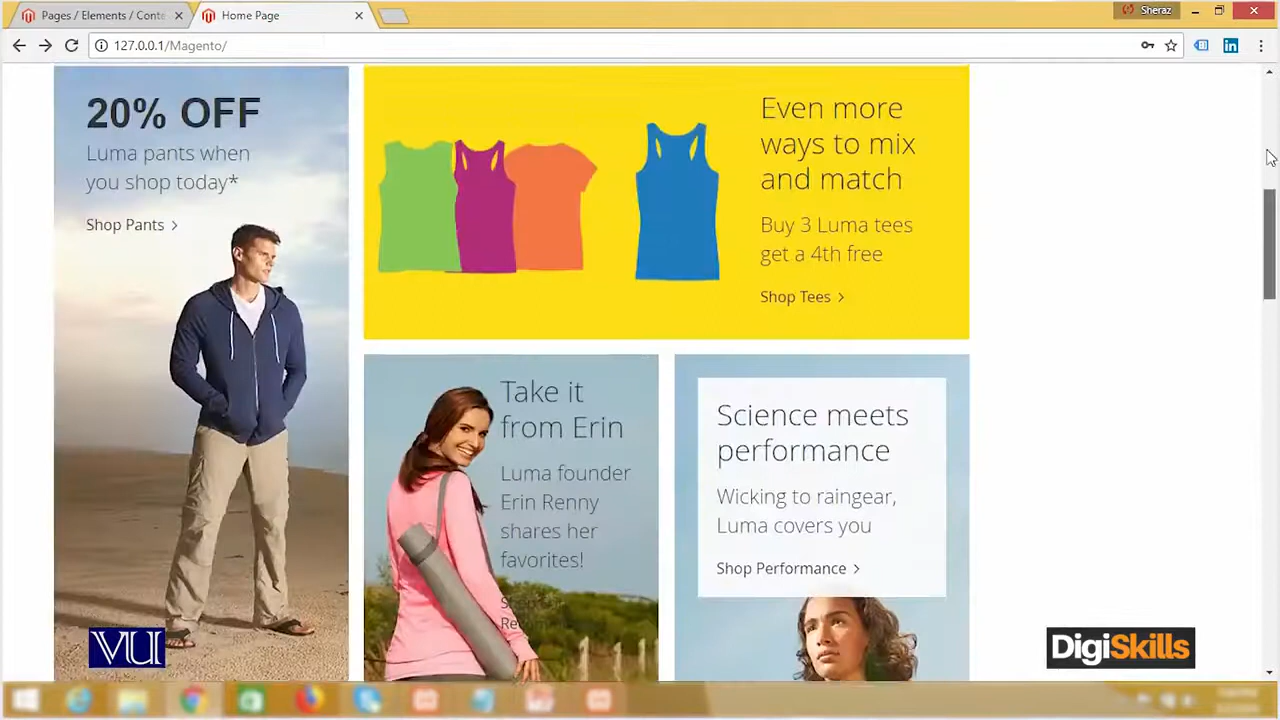 Pages / Elements / Conte
Home Page
Sheraz
127.0.0.1/Magento/
20% OFF
Luma pants when
you shop today*
Shop Pants
Even more
ways to mix
and match
Buy 3 Luma tees
get a 4th free
Shop Tees
Take it
from Erin
Luma founder
Erin Renny
shares her
favorites!
Science meets
performance
Wicking to raingear,
Luma covers you
Shop Performance
VU
DigiSkills